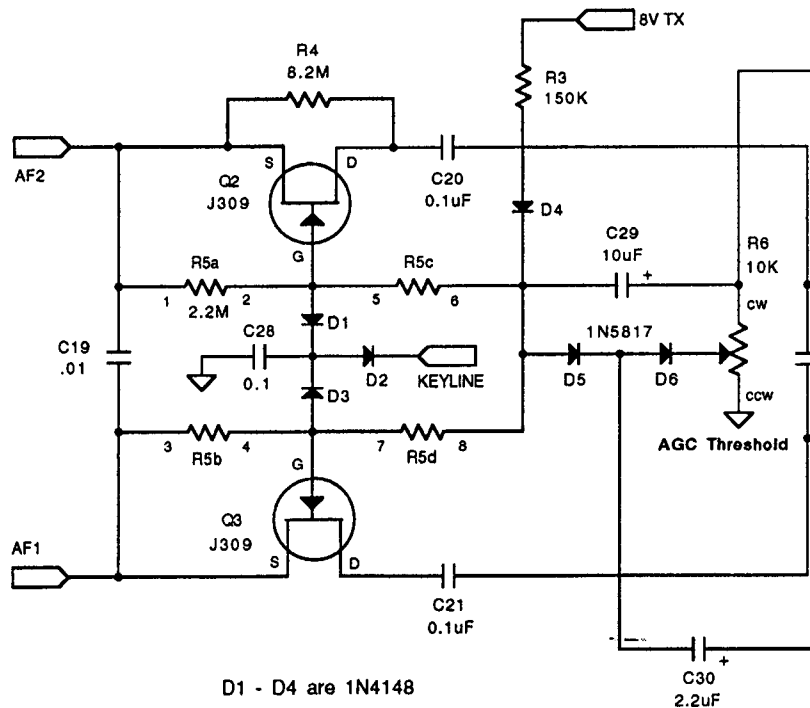 8V TX
R4
8.2M
R3
150K
AF2
S
D
Q2
J309
C20
0.1uF
D4
G
C29
10uF
+
R6
10K
R5a
R5c
1
2
5
6
2.2M
CW
D1
C28
0.1
1N5817
C19
.01
D2
KEYLINE
D5
D6
D3
CCW
AGC Threshold
3
4
7
8
R5b
R5d
G
Q3
J309
AF1
S
D
C21
0.1uF
+
C30
2.2uF
D1 - D4 are 1N4148